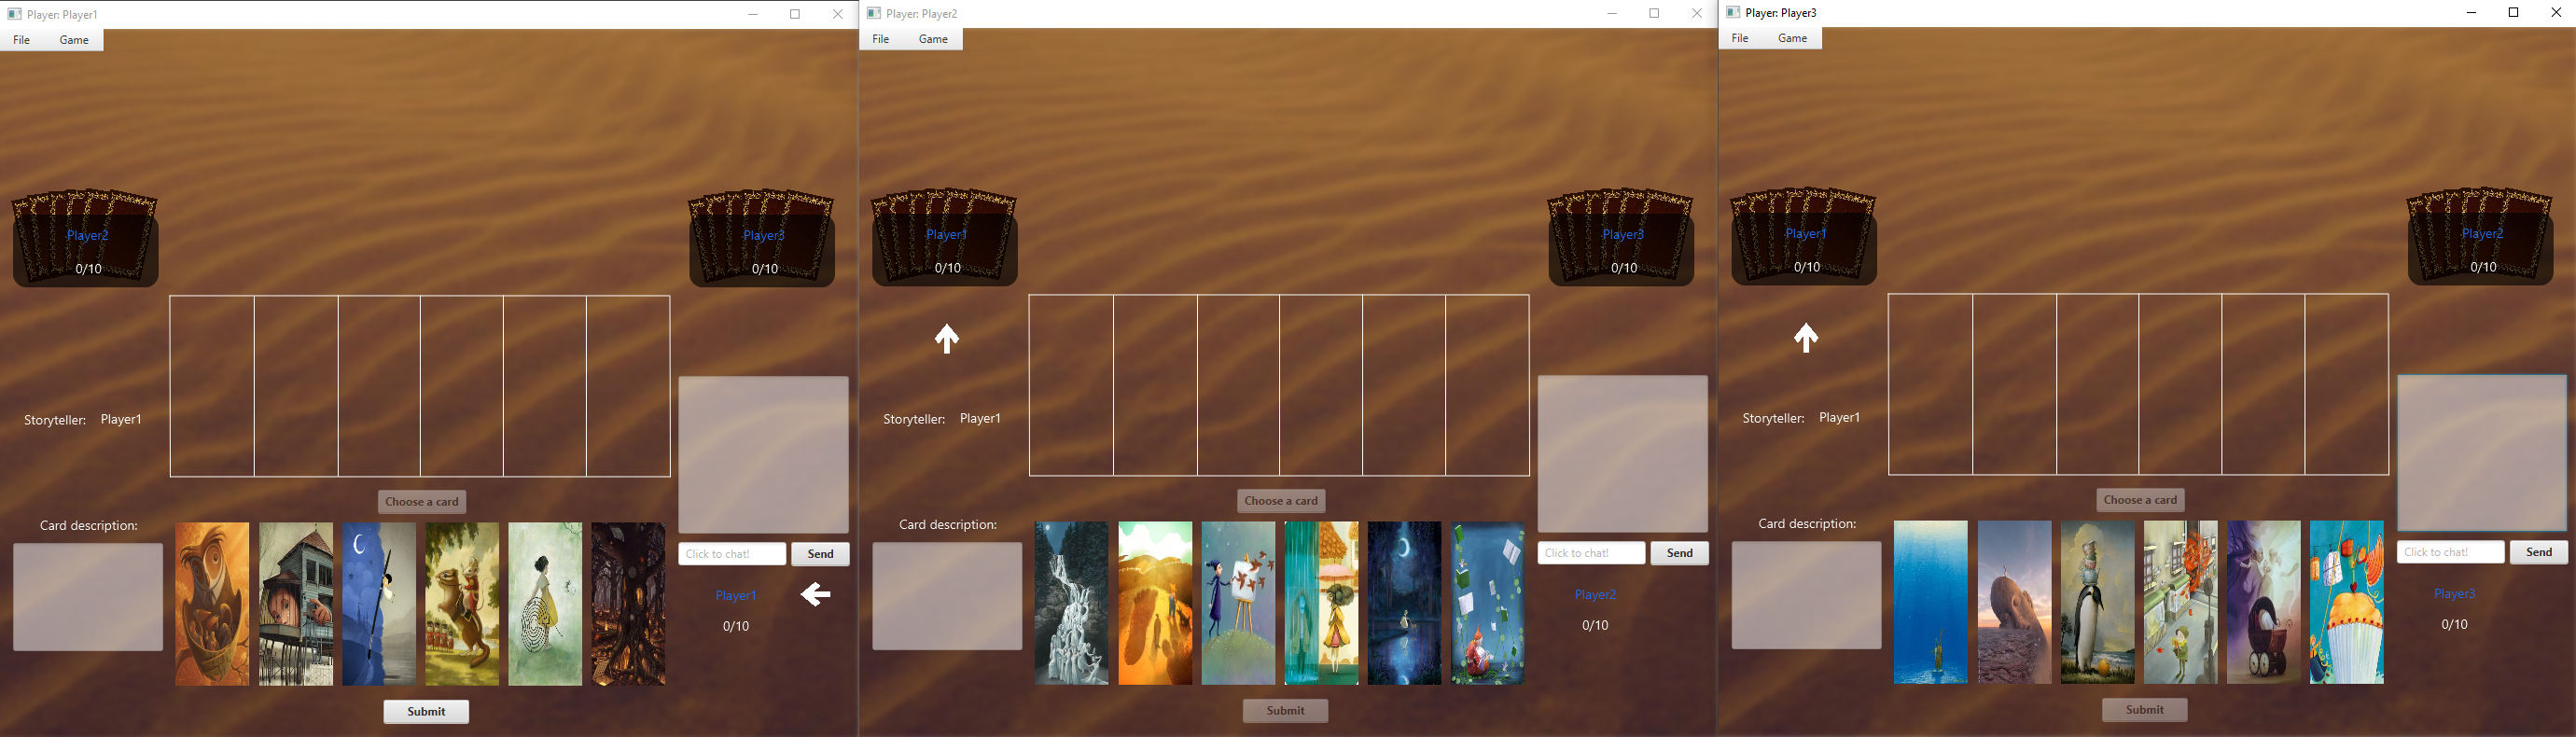 Player: Player1
File Game
Player2
0/10
Player3
0/10
Storyteller: Player1
Choose a card
Card description:
Click to chat! Send
Player1
0/10
Submit
Player: Player2
File Game
Player1
0/10
Player3
0/10
Storyteller: Player1
Choose a card
Card description:
Click to chat! Send
Player2
0/10
Submit
Player: Player3
File Game
Player1
0/10
Player2
0/10
Storyteller: Player1
Choose a card
Card description:
Click to chat! Send
Player3
0/10
Submit